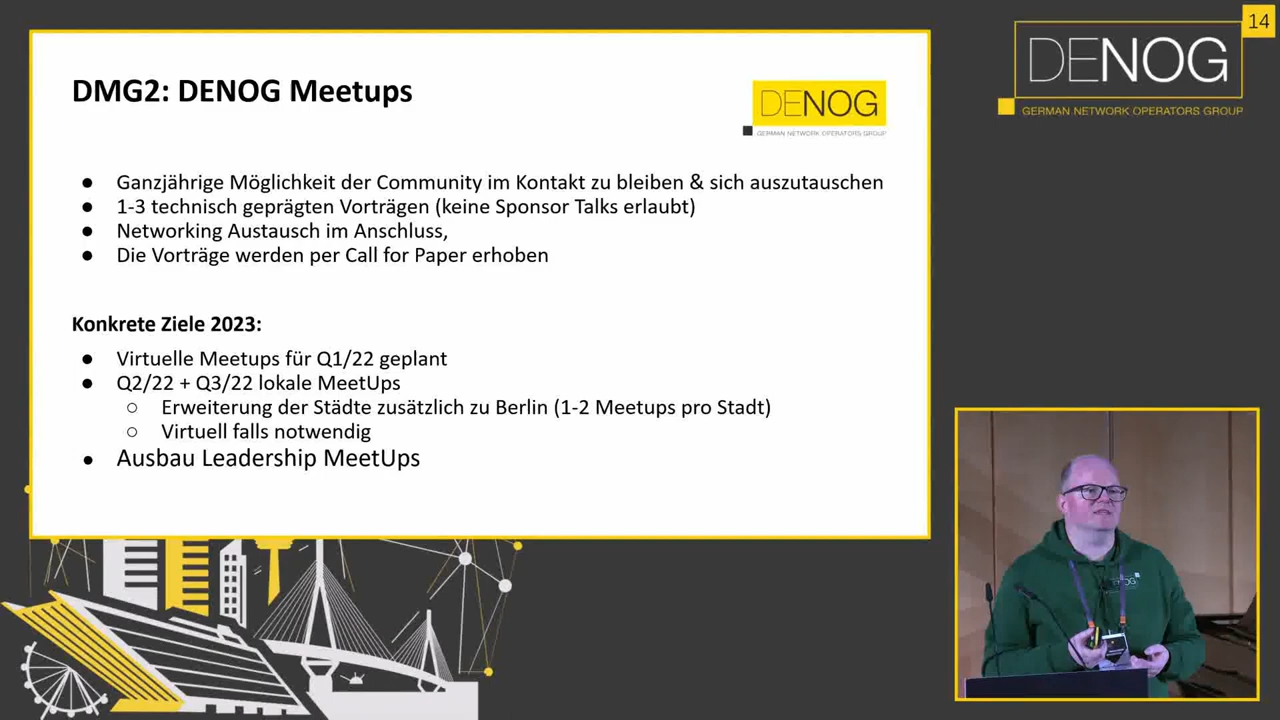 DMG2: DENOG Meetups
DENOG
GERMAN NETWORK OPERATORS GROUP
● Ganzjährige Möglichkeit der Community im Kontakt zu bleiben & sich auszutauschen
● 1-3 technisch geprägten Vorträgen (keine Sponsor Talks erlaubt)
● Networking Austausch im Anschluss,
● Die Vorträge werden per Call for Paper erhoben
Konkrete Ziele 2023:
● Virtuelle Meetups für Q1/22 geplant
● Q2/22 + Q3/22 lokale MeetUps
○ Erweiterung der Städte zusätzlich zu Berlin (1-2 Meetups pro Stadt)
○ Virtuell falls notwendig
● Ausbau Leadership MeetUps
14
DENOG
GERMAN NETWORK OPERATORS GROUP